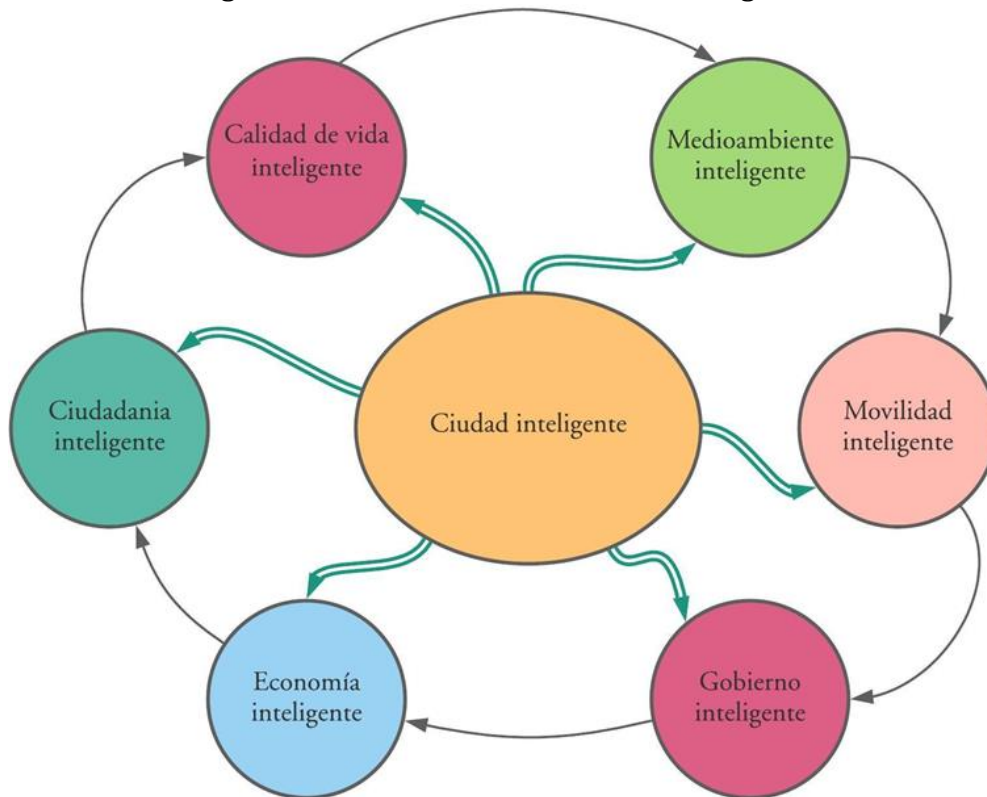 Calidad de vida
inteligente
Medioambiente
inteligente
Ciudadania
inteligente
Ciudad inteligente
Movilidad
inteligente
Economía
inteligente
Gobierno
inteligente